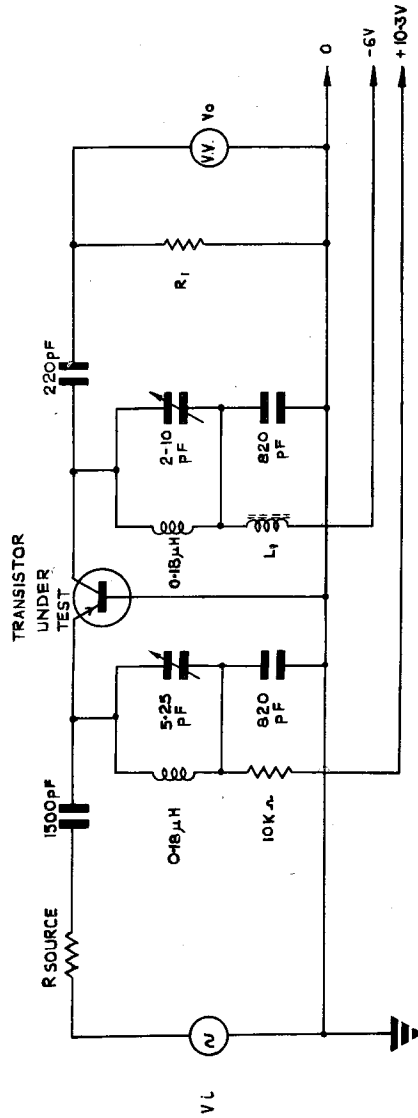 TRANSISTOR
UNDER
TEST
R SOURCE
1500pF
220pF
Vi
0·18µH
5-25
pF
10KΩ
820
pF
0·18µH
2-10
pF
L1
820
pF
R1
V.V.
Vo
0
-6V
+10·3V